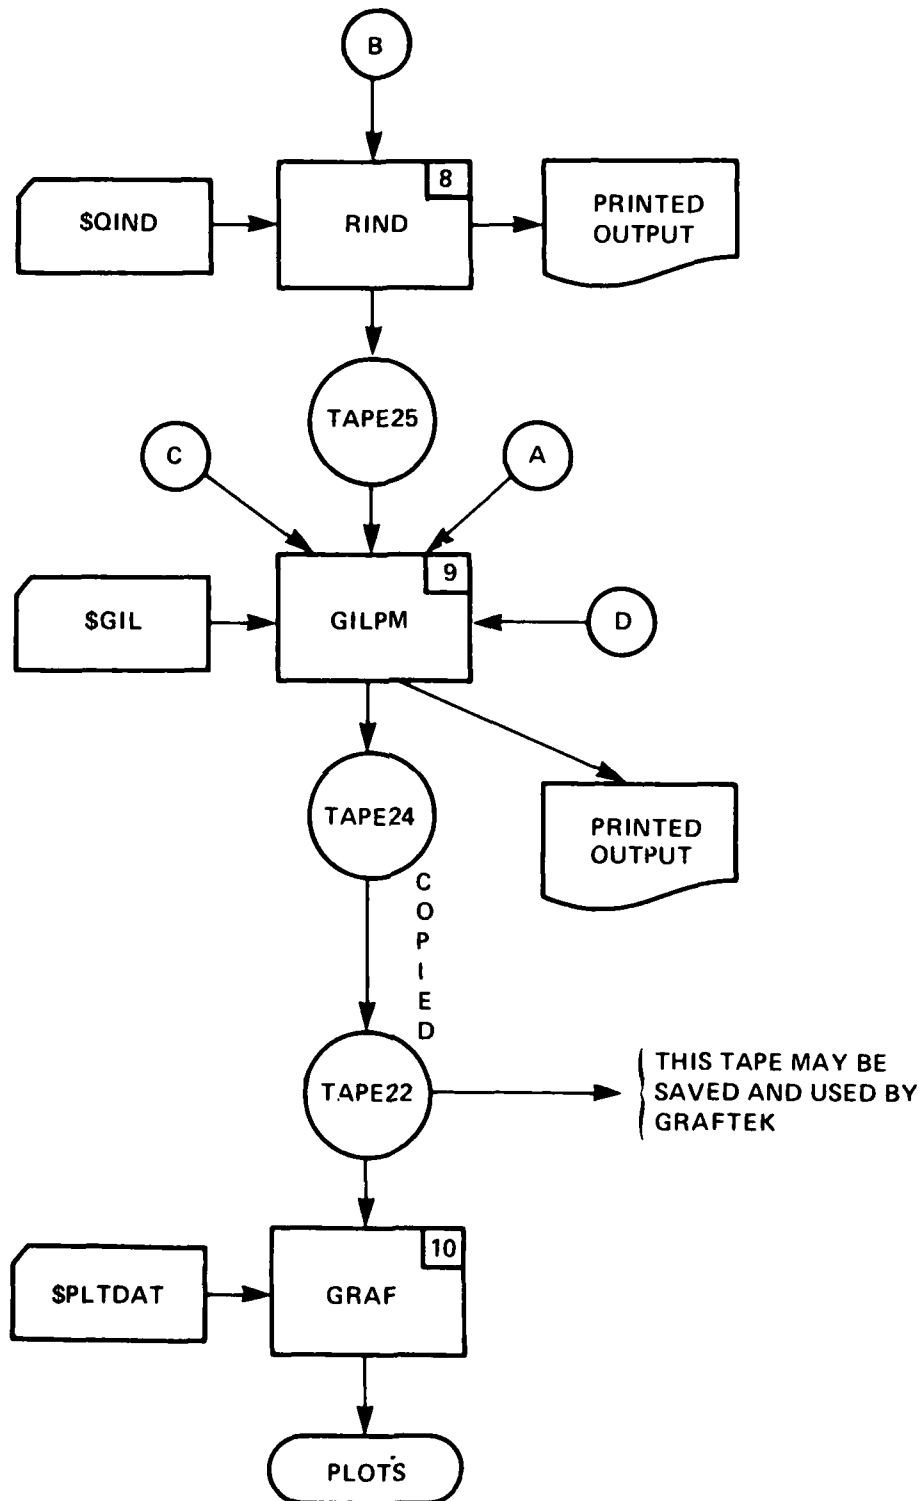 B
8
$QIND
RIND
PRINTED
OUTPUT
TAPE25
C
A
9
$GIL
GILPM
D
TAPE24
PRINTED
OUTPUT
COPIED
TAPE22
THIS TAPE MAY BE
SAVED AND USED BY
GRAFTEK
10
$PLTDAT
GRAF
PLOTS